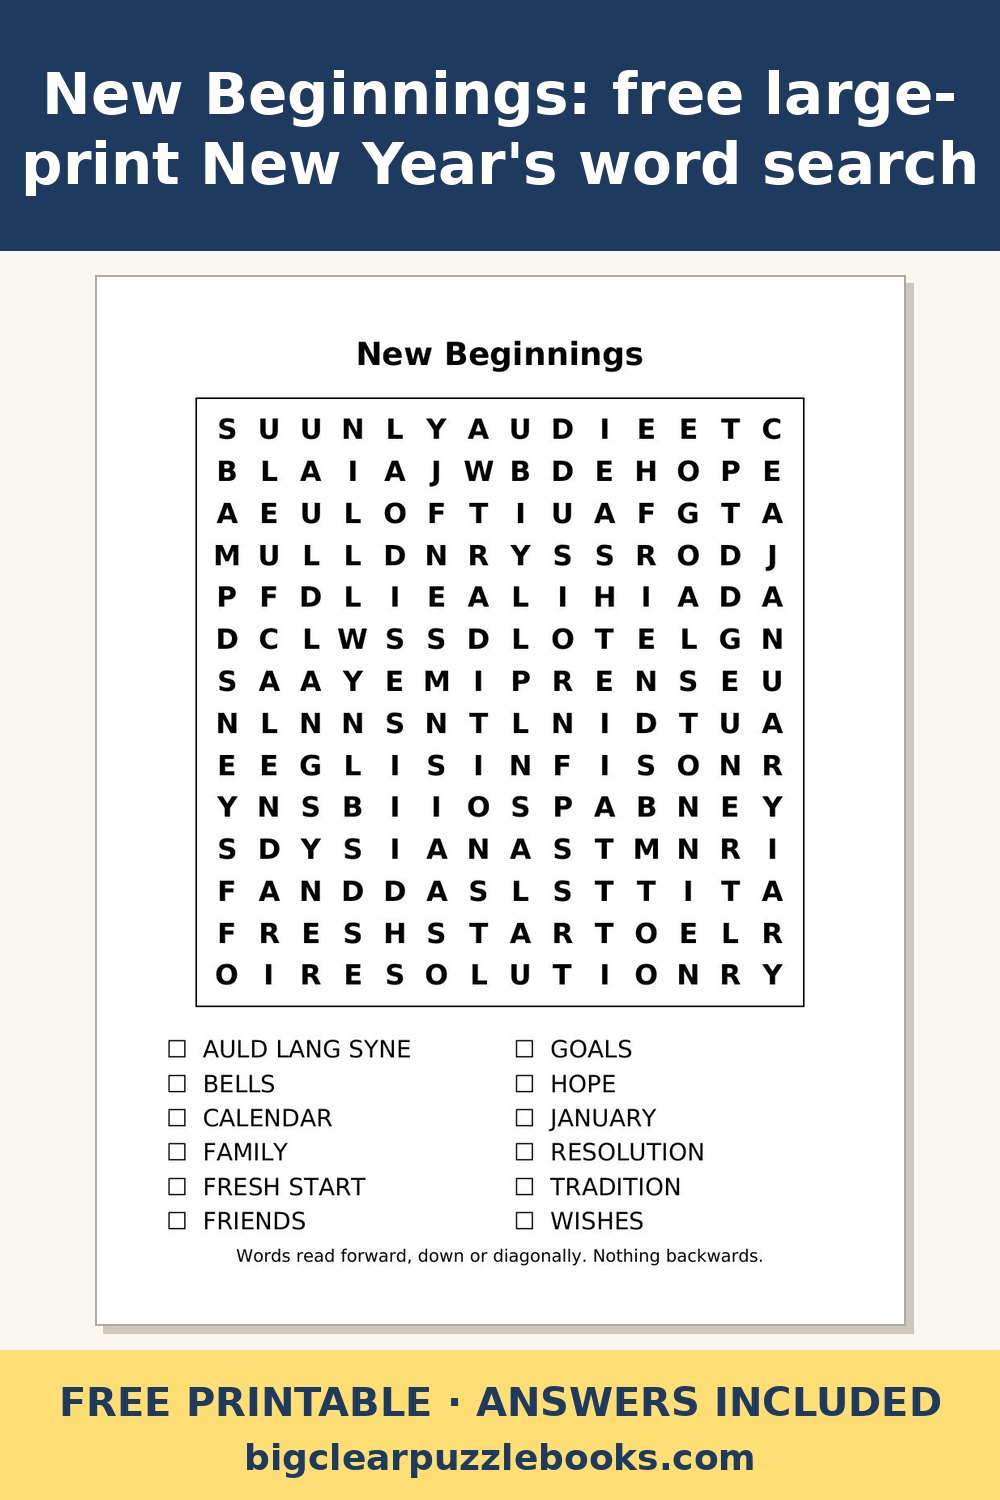 New Beginnings: free large-
print New Year's word search
New Beginnings
S U U N L Y A U D I E E T C
B L A I A J W B D E H O P E
A E U L O F T I U A F G T A
M U L L D N R Y S S R O D J
P F D L I E A L I H I A D A
D C L W S S D L O T E L G N
S A A Y E M I P R E N S E U
N L N N S N T L N I D T U A
E E G L I S I N F I S O N R
Y N S B I I O S P A B N E Y
S D Y S I A N A S T M N R I
F A N D D A S L S T T I T A
F R E S H S T A R T O E L R
O I R E S O L U T I O N R Y
☐ AULD LANG SYNE
☐ BELLS
☐ CALENDAR
☐ FAMILY
☐ FRESH START
☐ FRIENDS
☐ GOALS
☐ HOPE
☐ JANUARY
☐ RESOLUTION
☐ TRADITION
☐ WISHES
Words read forward, down or diagonally. Nothing backwards.
FREE PRINTABLE · ANSWERS INCLUDED
bigclearpuzzlebooks.com